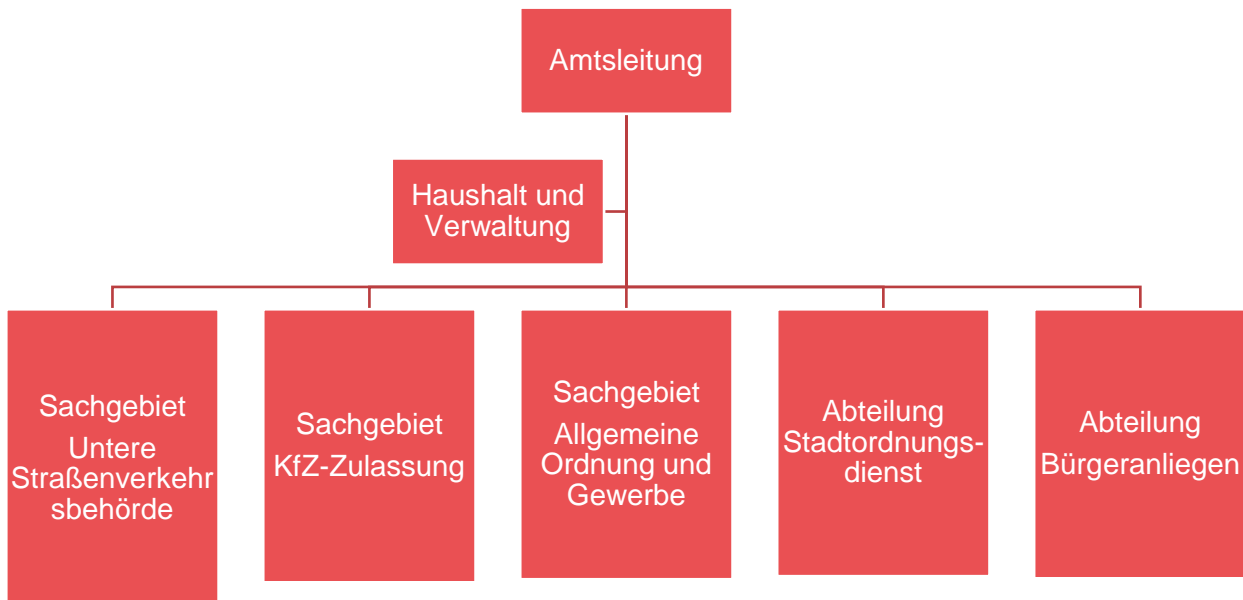 Amtsleitung
Haushalt und
Verwaltung
Sachgebiet
Untere
Straßenverkehr
sbehörde
Sachgebiet
KfZ-Zulassung
Sachgebiet
Allgemeine
Ordnung und
Gewerbe
Abteilung
Stadtordnungs-
dienst
Abteilung
Bürgeranliegen